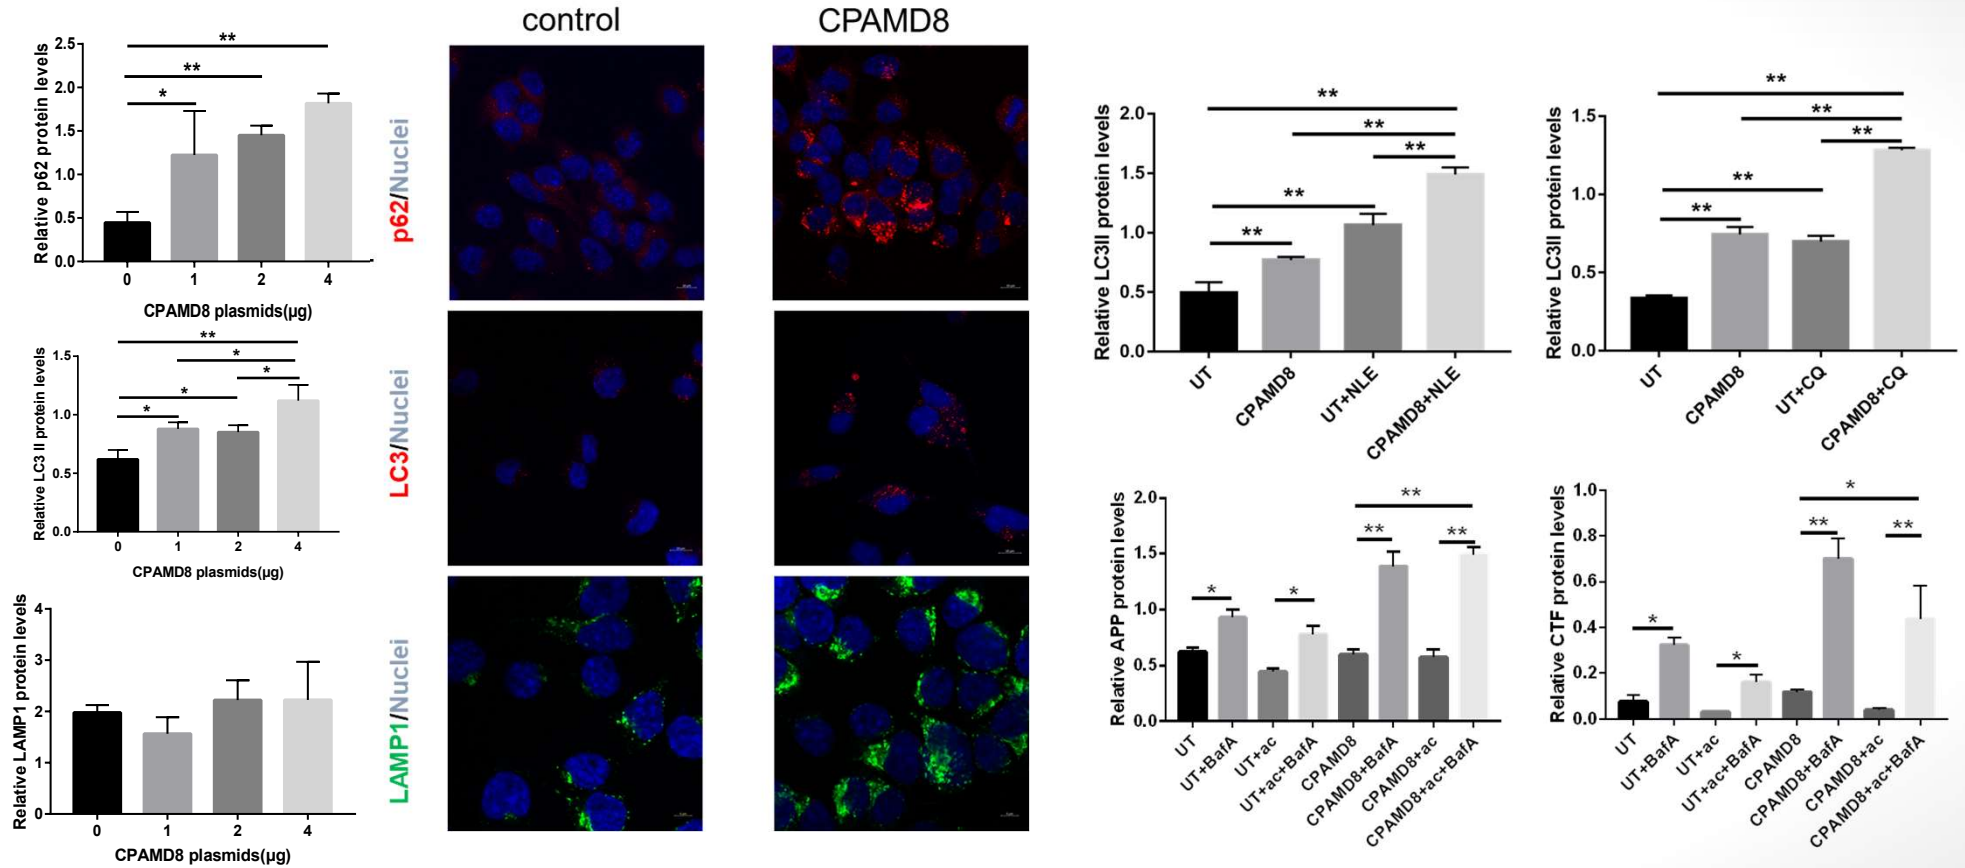 control
CPAMD8
Relative p62 protein levels
2.5
2.0
1.5
1.0
0.5
0.0
**
**
*
0 1 2 4
CPAMD8 plasmids(µg)
p62/Nuclei
Relative LC3 II protein levels
1.5
1.0
0.5
0.0
**
*
*
*
*
0 1 2 4
CPAMD8 plasmids(µg)
LC3/Nuclei
Relative LAMP1 protein levels
4
3
2
1
0
0 1 2 4
CPAMD8 plasmids(µg)
LAMP1/Nuclei
Relative LC3II protein levels
2.0
1.5
1.0
0.5
0.0
**
**
**
**
**
UT
CPAMD8
UT+NLE
CPAMD8+NLE
Relative LC3II protein levels
1.5
1.0
0.5
0.0
**
**
**
**
**
UT
CPAMD8
UT+CQ
CPAMD8+CQ
Relative APP protein levels
2.0
1.5
1.0
0.5
0.0
**
**
**
*
*
UT
UT+BafA
UT+ac
UT+ac+BafA
CPAMD8
CPAMD8+BafA
CPAMD8+ac
CPAMD8+ac+BafA
Relative CTF protein levels
1.0
0.8
0.6
0.4
0.2
0.0
*
**
**
*
*
UT
UT+BafA
UT+ac
UT+ac+BafA
CPAMD8
CPAMD8+BafA
CPAMD8+ac
CPAMD8+ac+BafA